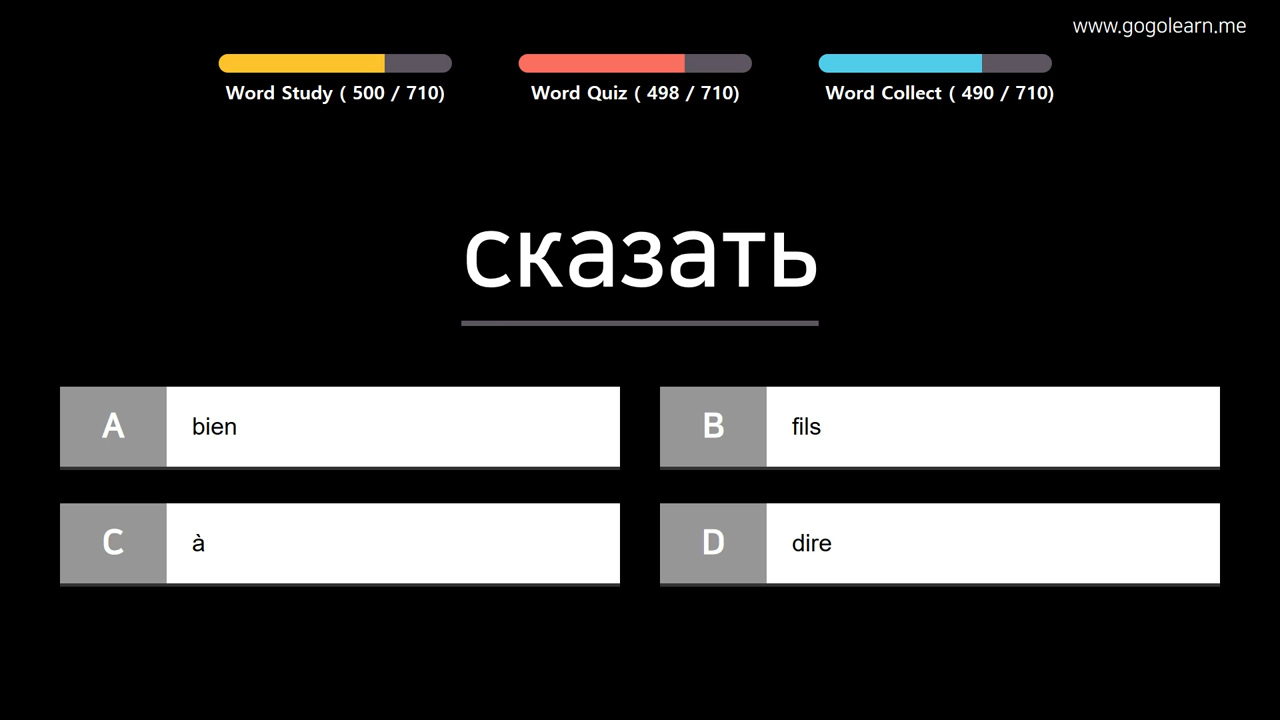 www.gogolearn.me
Word Study ( 500 / 710)
Word Quiz ( 498 / 710)
Word Collect ( 490 / 710)
сказать
A bien
B fils
C à
D dire